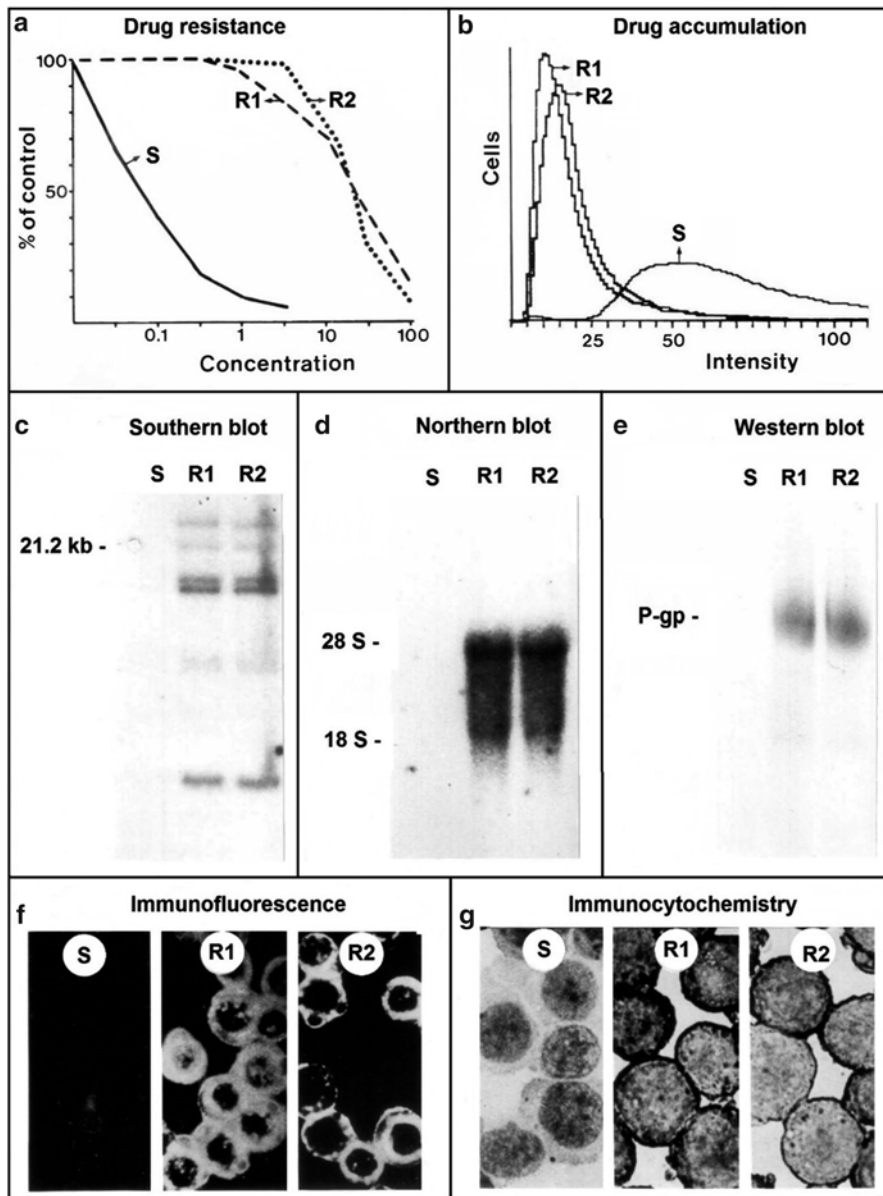 a
Drug resistance
% of control
100
50
S
R1
R2
0.1 1 10 100
Concentration
b
Drug accumulation
Cells
R1
R2
S
25 50 100
Intensity
c
Southern blot
S R1 R2
21.2 kb -
d
Northern blot
S R1 R2
28 S -
18 S -
e
Western blot
S R1 R2
P-gp -
f
Immunofluorescence
S R1 R2
g
Immunocytochemistry
S R1 R2